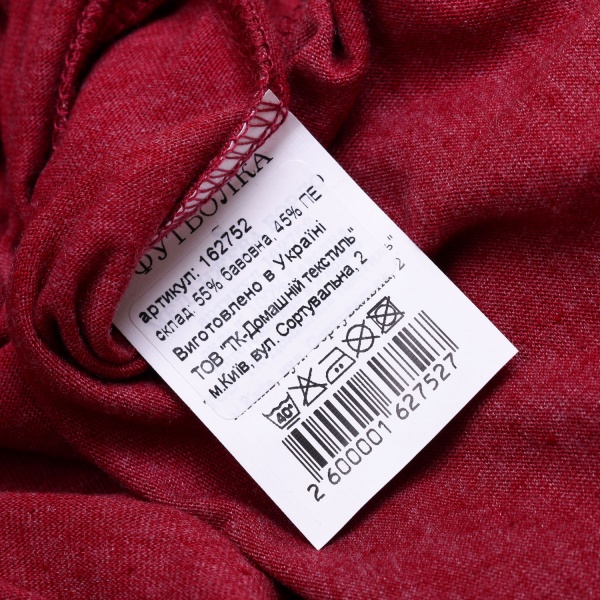 ФУТБОЛКА
артикул: 162752
склад: 55% бавовна, 45% ПЕ
Виготовлено в Україні
ТОВ "ТК-Домашній текстиль"
м.Київ, вул. Сортувальна, 2
40°
2 600001 627527